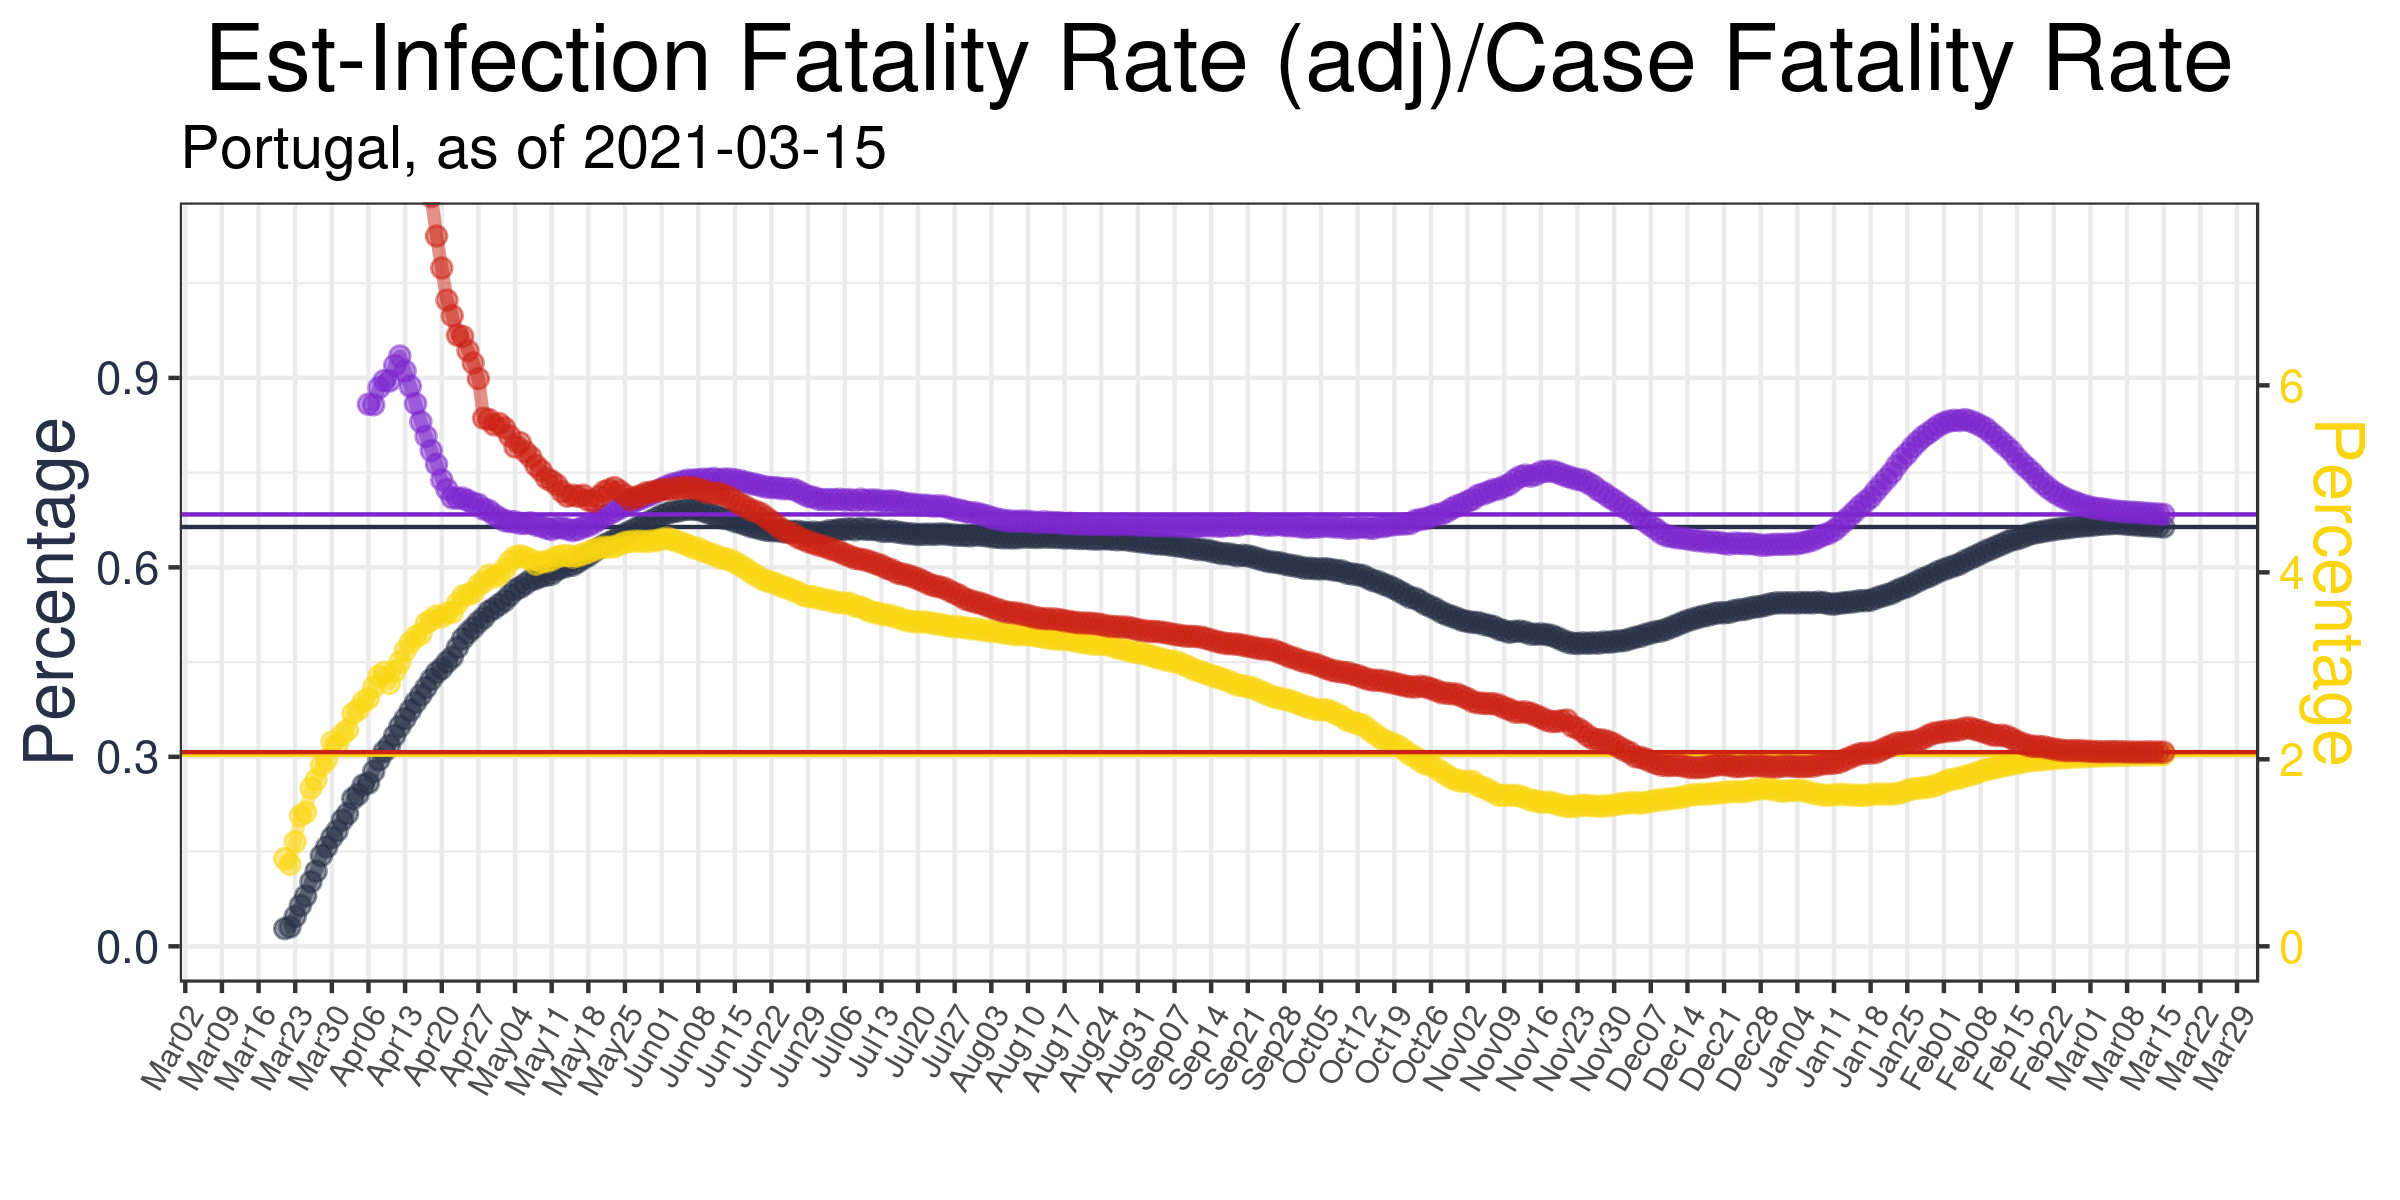 Est-Infection Fatality Rate (adj)/Case Fatality Rate
Portugal, as of 2021-03-15
Percentage
0.9
0.6
0.3
0.0
6
4
2
0
Percentage
Mar02
Mar09
Mar16
Mar23
Mar30
Apr06
Apr13
Apr20
Apr27
May04
May11
May18
May25
Jun01
Jun08
Jun15
Jun22
Jun29
Jul06
Jul13
Jul20
Jul27
Aug03
Aug10
Aug17
Aug24
Aug31
Sep07
Sep14
Sep21
Sep28
Oct05
Oct12
Oct19
Oct26
Nov02
Nov09
Nov16
Nov23
Nov30
Dec07
Dec14
Dec21
Dec28
Jan04
Jan11
Jan18
Jan25
Feb01
Feb08
Feb15
Feb22
Mar01
Mar08
Mar15
Mar22
Mar29